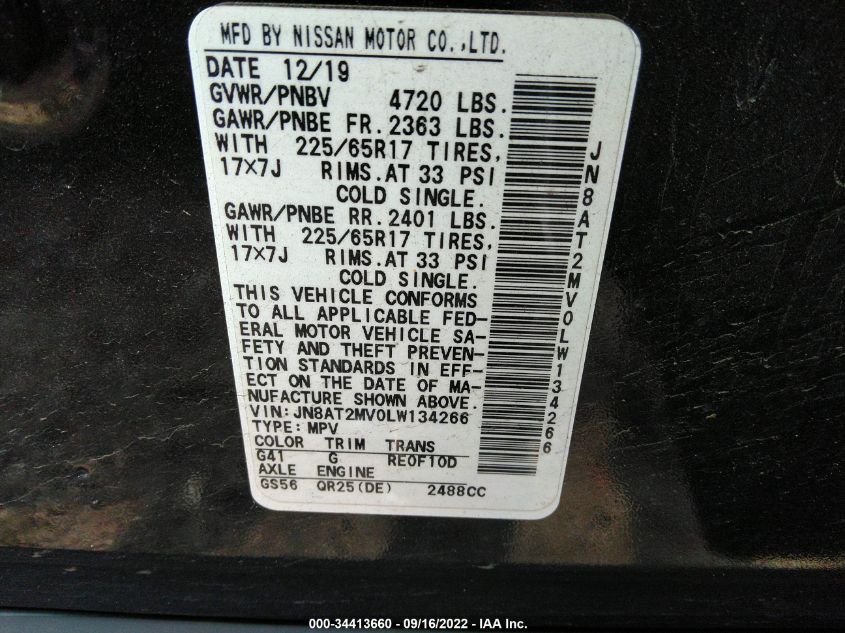 MFD BY NISSAN MOTOR CO.,LTD.
DATE 12/19
GVWR/PNBV 4720 LBS.
GAWR/PNBE FR. 2363 LBS.
WITH 225/65R17 TIRES,
17×7J RIMS. AT 33 PSI
COLD SINGLE.
GAWR/PNBE RR. 2401 LBS.
WITH 225/65R17 TIRES,
17×7J RIMS. AT 33 PSI
COLD SINGLE.
THIS VEHICLE CONFORMS
TO ALL APPLICABLE FED-
ERAL MOTOR VEHICLE SA-
FETY AND THEFT PREVEN-
TION STANDARDS IN EFF-
ECT ON THE DATE OF MA-
NUFACTURE SHOWN ABOVE.
VIN: JN8AT2MV0LW134266
TYPE: MPV
COLOR TRIM TRANS
G41 G RE0F10D
AXLE ENGINE
GS56 QR25(DE) 2488CC
JN8AT2MV0LW134266
000-34413660 - 09/16/2022 - IAA Inc.